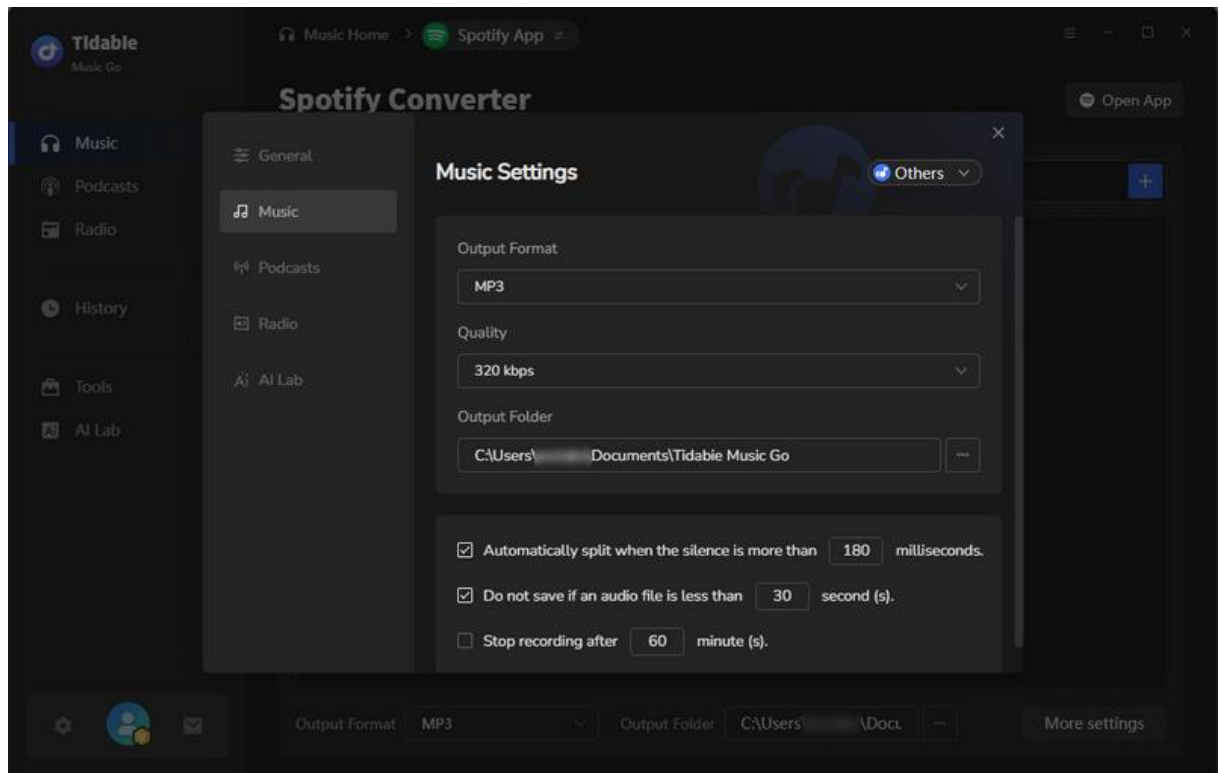 Tidabie
Music Go
Music Home > Spotify App
Spotify Converter
Open App
Music
Podcasts
Radio
History
Tools
AI Lab
General
Music
Podcasts
Radio
AI Lab
Music Settings
Others
Output Format
MP3
Quality
320 kbps
Output Folder
C:\Users\ Documents\Tidabie Music Go
...
Automatically split when the silence is more than 180 milliseconds.
Do not save if an audio file is less than 30 second (s).
Stop recording after 60 minute (s).
Output Format MP3 Output Folder C:\Users \Docu ... More settings